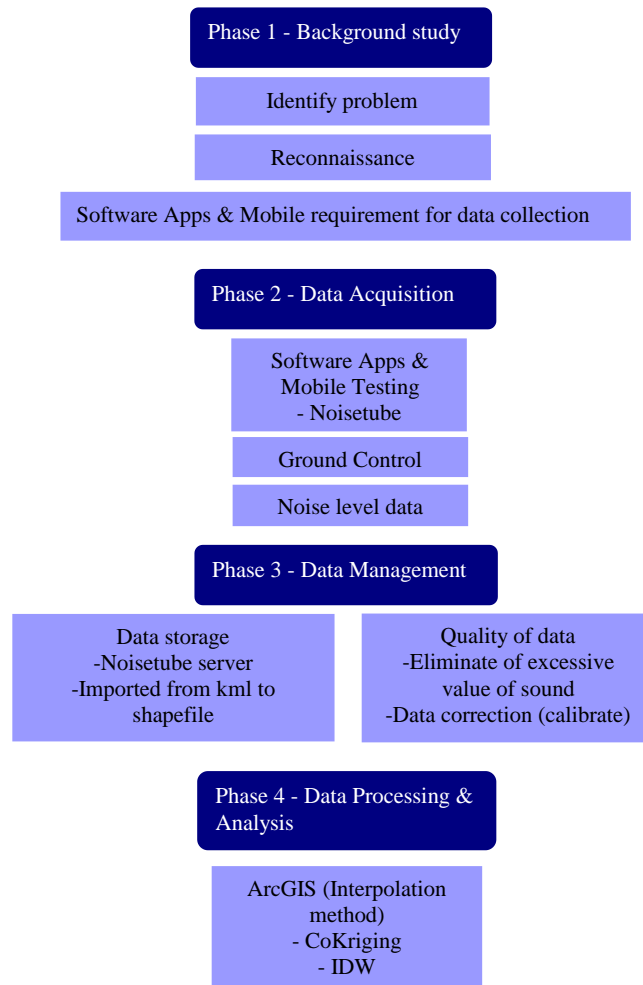 Phase 1 - Background study
Identify problem
Reconnaissance
Software Apps & Mobile requirement for data collection
Phase 2 - Data Acquisition
Software Apps &
Mobile Testing
- Noisetube
Ground Control
Noise level data
Phase 3 - Data Management
Data storage
-Noisetube server
-Imported from kml to
shapefile
Quality of data
-Eliminate of excessive
value of sound
-Data correction (calibrate)
Phase 4 - Data Processing &
Analysis
ArcGIS (Interpolation
method)
- CoKriging
- IDW